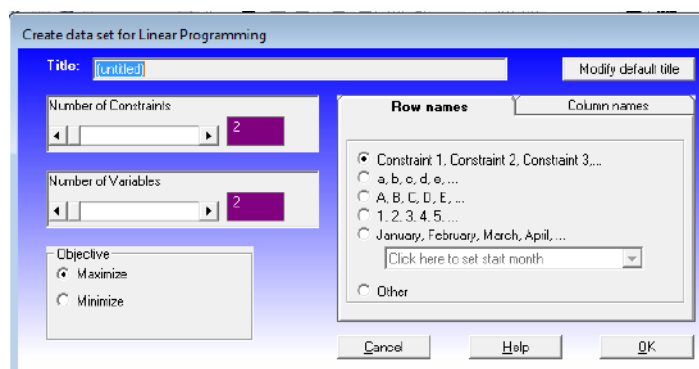 Create data set for Linear Programming
Title: (untitled)
Modify default title
Number of Constraints
2
Number of Variables
2
Objective
Maximize
Minimize
Row names
Column names
Constraint 1, Constraint 2, Constraint 3,...
a, b, c, d, e, ...
A, B, C, D, E, ...
1, 2, 3, 4, 5, ...
January, February, March, April, ...
Click here to set start month
Other
Cancel
Help
OK